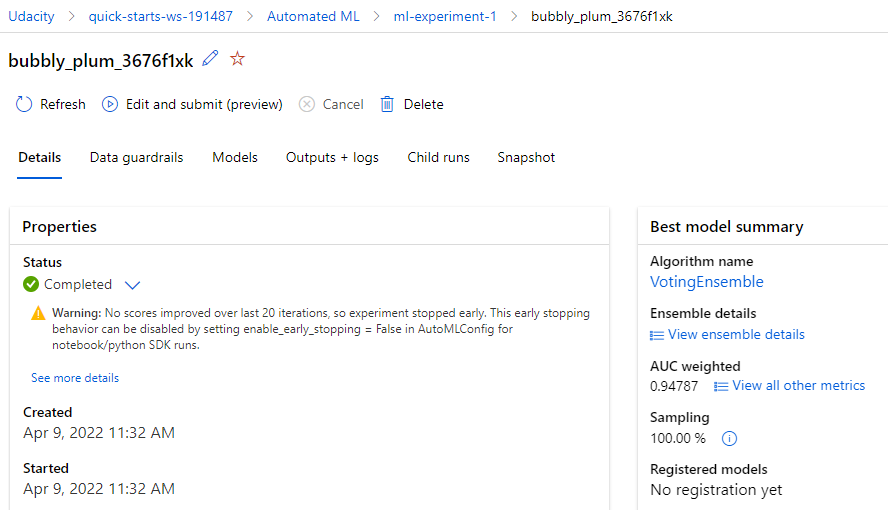 Udacity > quick-starts-ws-191487 > Automated ML > ml-experiment-1 > bubbly_plum_3676f1xk
bubbly_plum_3676f1xk
Refresh Edit and submit (preview) Cancel Delete
Details Data guardrails Models Outputs + logs Child runs Snapshot
Properties
Status
Completed
Warning: No scores improved over last 20 iterations, so experiment stopped early. This early stopping
behavior can be disabled by setting enable_early_stopping = False in AutoMLConfig for
notebook/python SDK runs.
See more details
Created
Apr 9, 2022 11:32 AM
Started
Apr 9, 2022 11:32 AM
Best model summary
Algorithm name
VotingEnsemble
Ensemble details
View ensemble details
AUC weighted
0.94787 View all other metrics
Sampling
100.00 %
Registered models
No registration yet